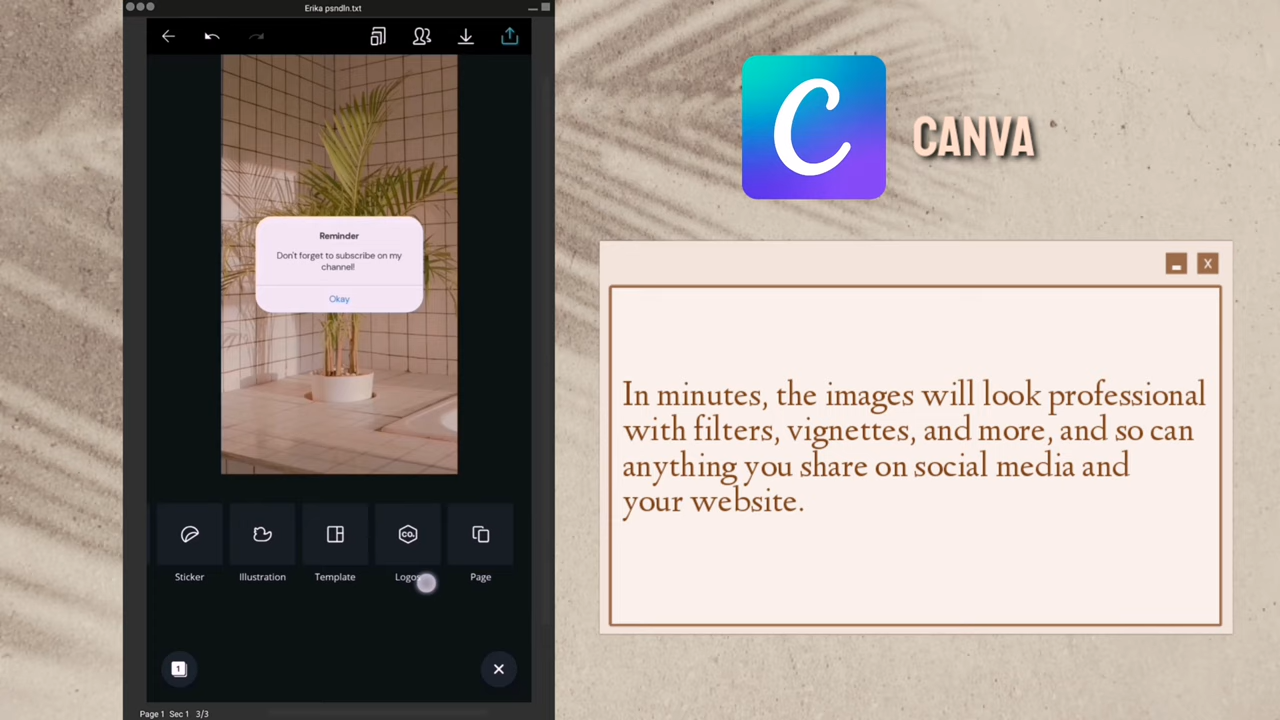 Erika psndln.txt
Reminder
Don't forget to subscribe on my
channel!
Okay
Sticker
Illustration
Template
CO.
Logos
Page
1
Page 1 Sec 1 3/3
C
CANVA
X
In minutes, the images will look professional
with filters, vignettes, and more, and so can
anything you share on social media and
your website.